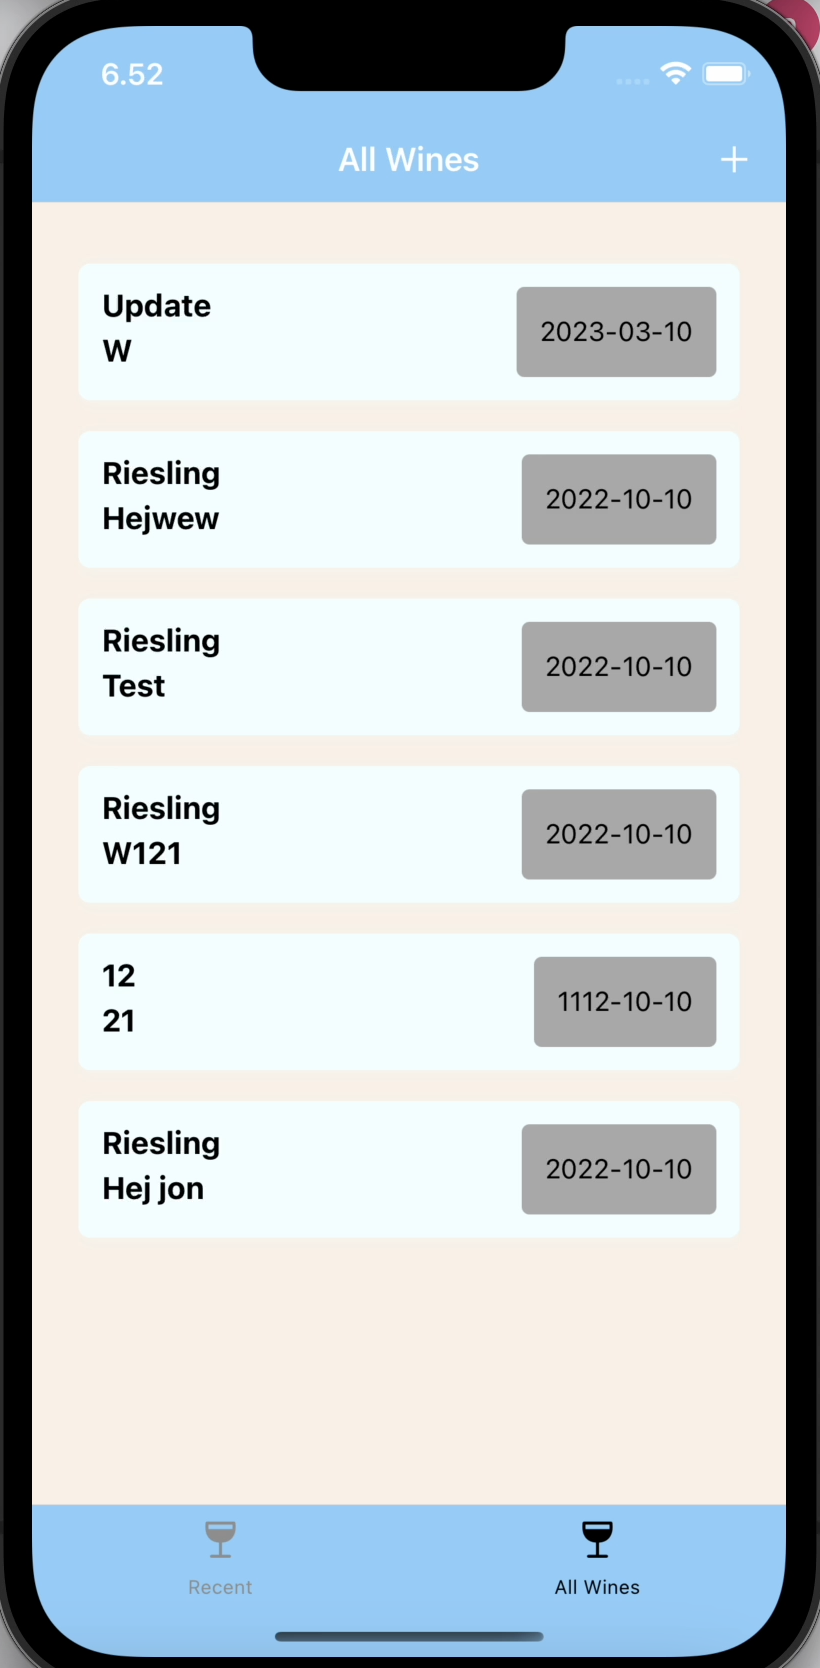 6.52
All Wines
Update
W
2023-03-10
Riesling
Hejwew
2022-10-10
Riesling
Test
2022-10-10
Riesling
W121
2022-10-10
12
21
1112-10-10
Riesling
Hej jon
2022-10-10
Recent
All Wines